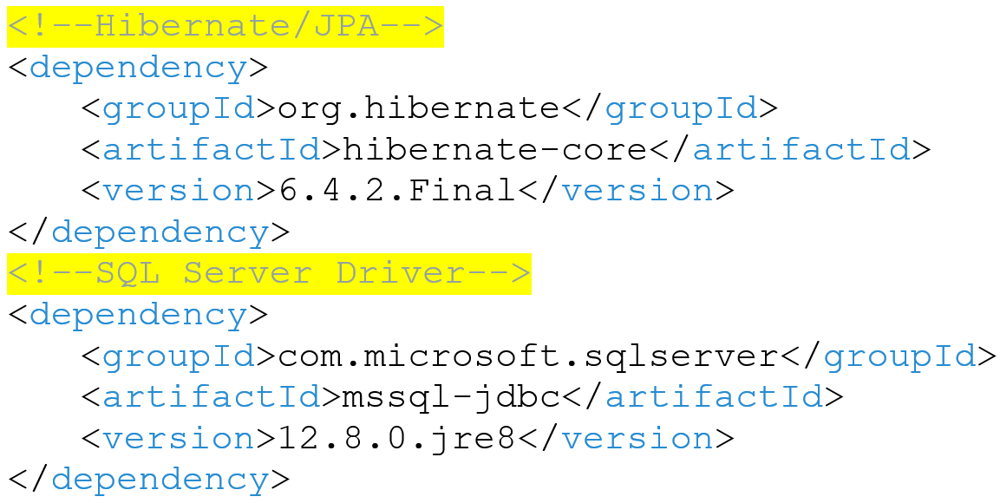 <!--Hibernate/JPA-->
<dependency>
    <groupId>org.hibernate</groupId>
    <artifactId>hibernate-core</artifactId>
    <version>6.4.2.Final</version>
</dependency>
<!--SQL Server Driver-->
<dependency>
    <groupId>com.microsoft.sqlserver</groupId>
    <artifactId>mssql-jdbc</artifactId>
    <version>12.8.0.jre8</version>
</dependency>